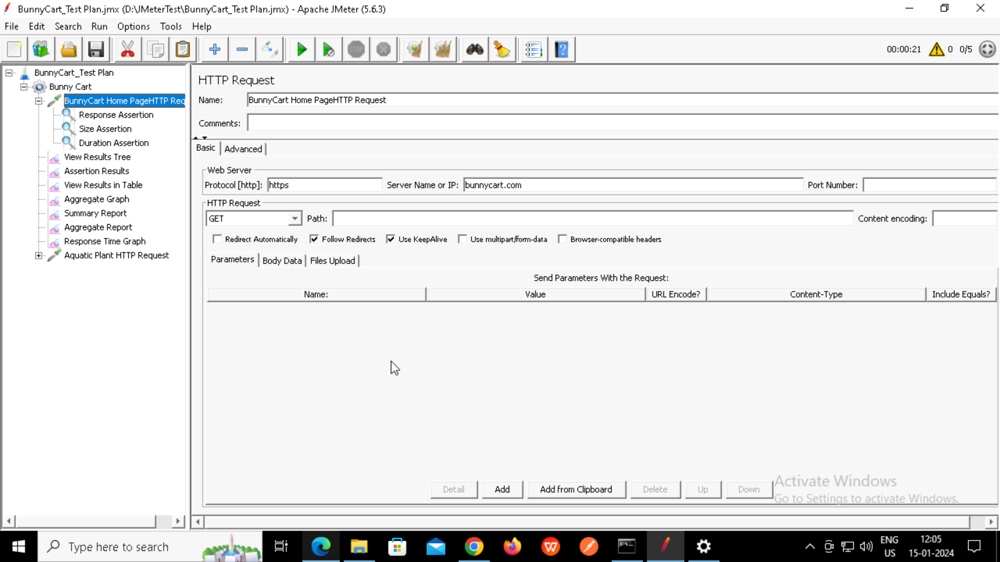 BunnyCart_Test Plan.jmx (D:\JMeterTest\BunnyCart_Test Plan.jmx) - Apache JMeter (5.6.3)
File Edit Search Run Options Tools Help
STOP
00:00:21 0 0/5
BunnyCart_Test Plan
Bunny Cart
BunnyCart Home PageHTTP Req
Response Assertion
Size Assertion
Duration Assertion
View Results Tree
Assertion Results
View Results in Table
Aggregate Graph
Summary Report
Aggregate Report
Response Time Graph
Aquatic Plant HTTP Request
HTTP Request
Name: BunnyCart Home PageHTTP Request
Comments:
Basic Advanced
Web Server
Protocol [http]: https Server Name or IP: bunnycart.com Port Number:
HTTP Request
GET Path: Content encoding:
Redirect Automatically Follow Redirects Use KeepAlive Use multipart/form-data Browser-compatible headers
Parameters Body Data Files Upload
Send Parameters With the Request:
Name: Value URL Encode? Content-Type Include Equals?
Detail Add Add from Clipboard Delete Up Down
Activate Windows
Go to Settings to activate Windows.
Type here to search
ENG
US
12:05
15-01-2024